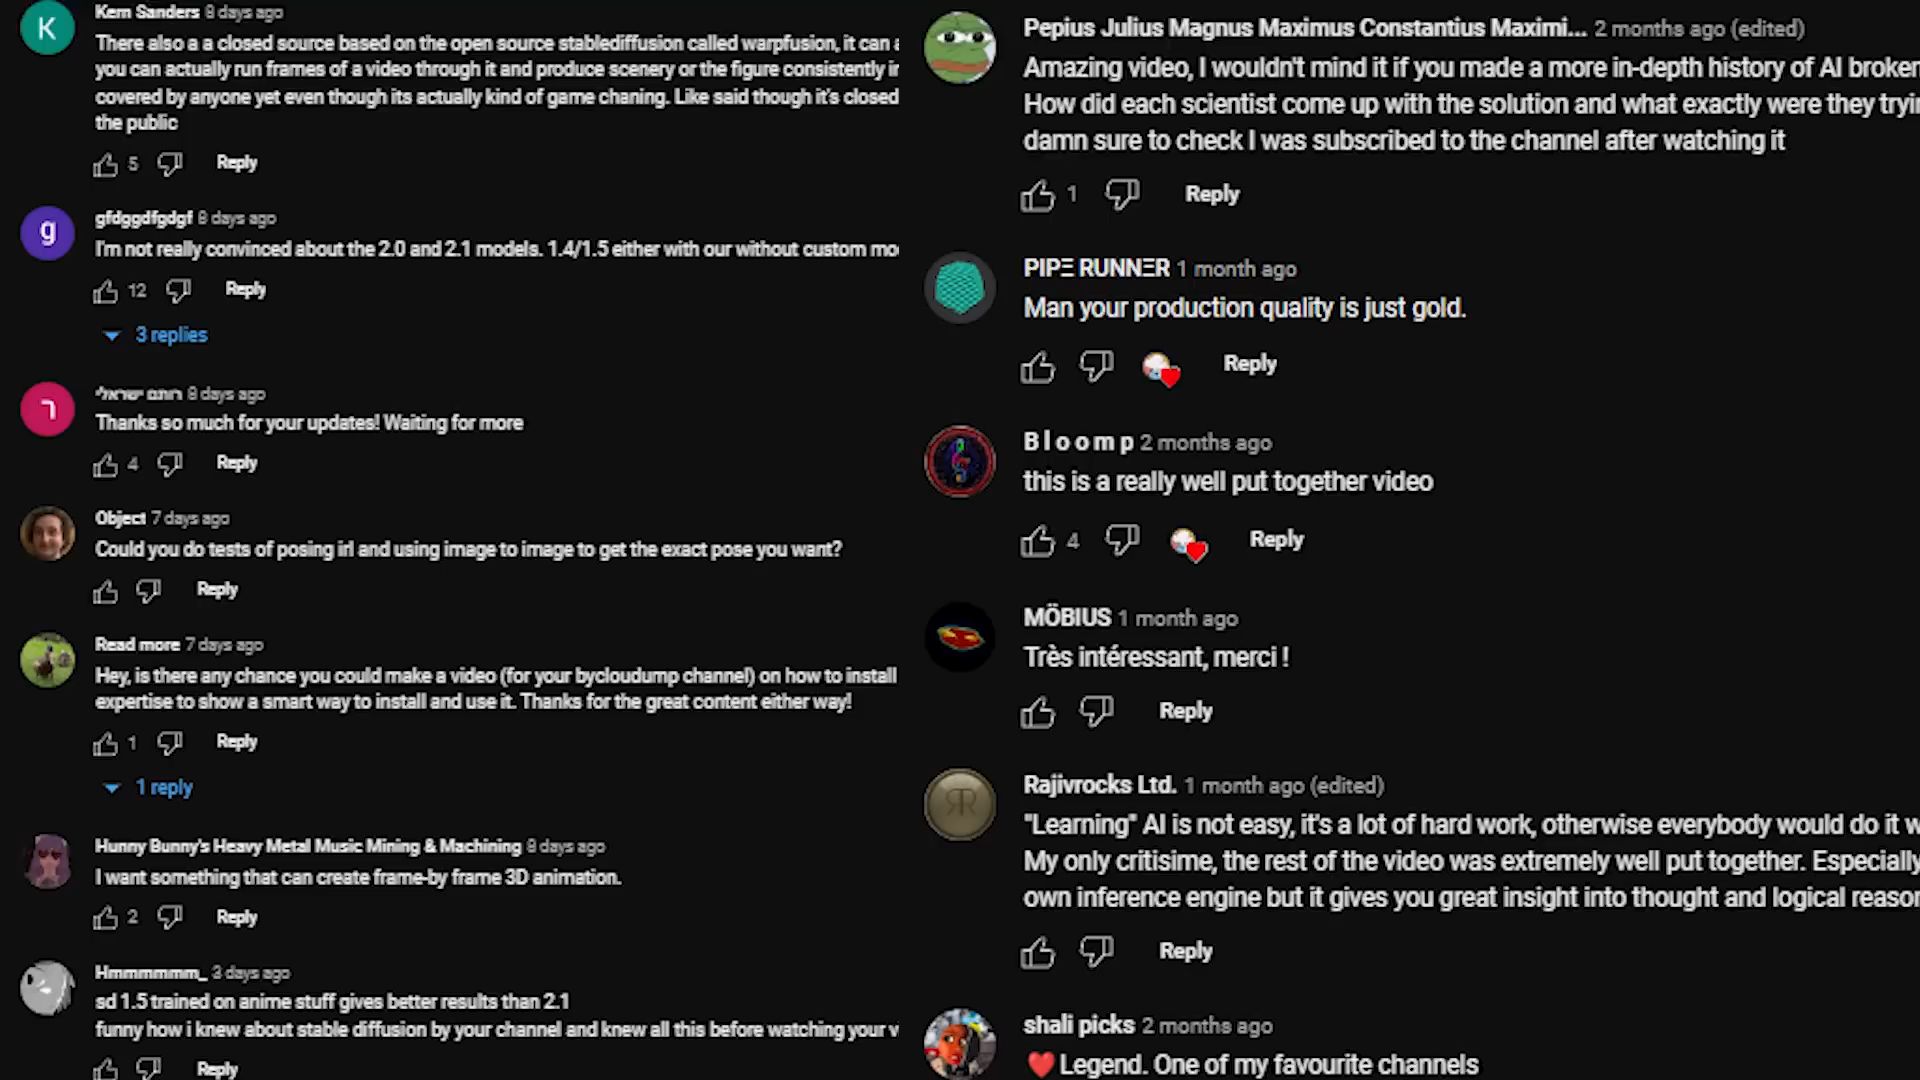 K
Kem Sanders 8 days ago
There also a a closed source based on the open source stablediffusion called warpfusion, it can
you can actually run frames of a video through it and produce scenery or the figure consistently
covered by anyone yet even though its actually kind of game chaning. Like said though it's closed
the public
5 Reply
g
gfdggdfgdgf 8 days ago
I'm not really convinced about the 2.0 and 2.1 models. 1.4/1.5 either with our without custom
12 Reply
3 replies
ר
רותם ישראלי 8 days ago
Thanks so much for your updates! Waiting for more
4 Reply
Object 7 days ago
Could you do tests of posing irl and using image to image to get the exact pose you want?
Reply
Read more 7 days ago
Hey, is there any chance you could make a video (for your bycloudump channel) on how to install
expertise to show a smart way to install and use it. Thanks for the great content either way!
1 Reply
1 reply
Hunny Bunny's Heavy Metal Music Mining & Machining 8 days ago
I want something that can create frame-by frame 3D animation.
2 Reply
Hmmmmmm_ 3 days ago
sd 1.5 trained on anime stuff gives better results than 2.1
funny how i knew about stable diffusion by your channel and knew all this before watching your
Reply
Pepius Julius Magnus Maximus Constantius Maximi... 2 months ago (edited)
Amazing video, I wouldn't mind it if you made a more in-depth history of AI broken
How did each scientist come up with the solution and what exactly were they
damn sure to check I was subscribed to the channel after watching it
1 Reply
PIPΞ RUNNΞR 1 month ago
Man your production quality is just gold.
Reply
B l o o m p 2 months ago
this is a really well put together video
4 Reply
MÖBIUS 1 month ago
Très intéressant, merci !
Reply
RR
Rajivrocks Ltd. 1 month ago (edited)
"Learning" AI is not easy, it's a lot of hard work, otherwise everybody would do it
My only critisime, the rest of the video was extremely well put together. Especially
own inference engine but it gives you great insight into thought and logical
Reply
shali picks 2 months ago
❤️Legend. One of my favourite channels